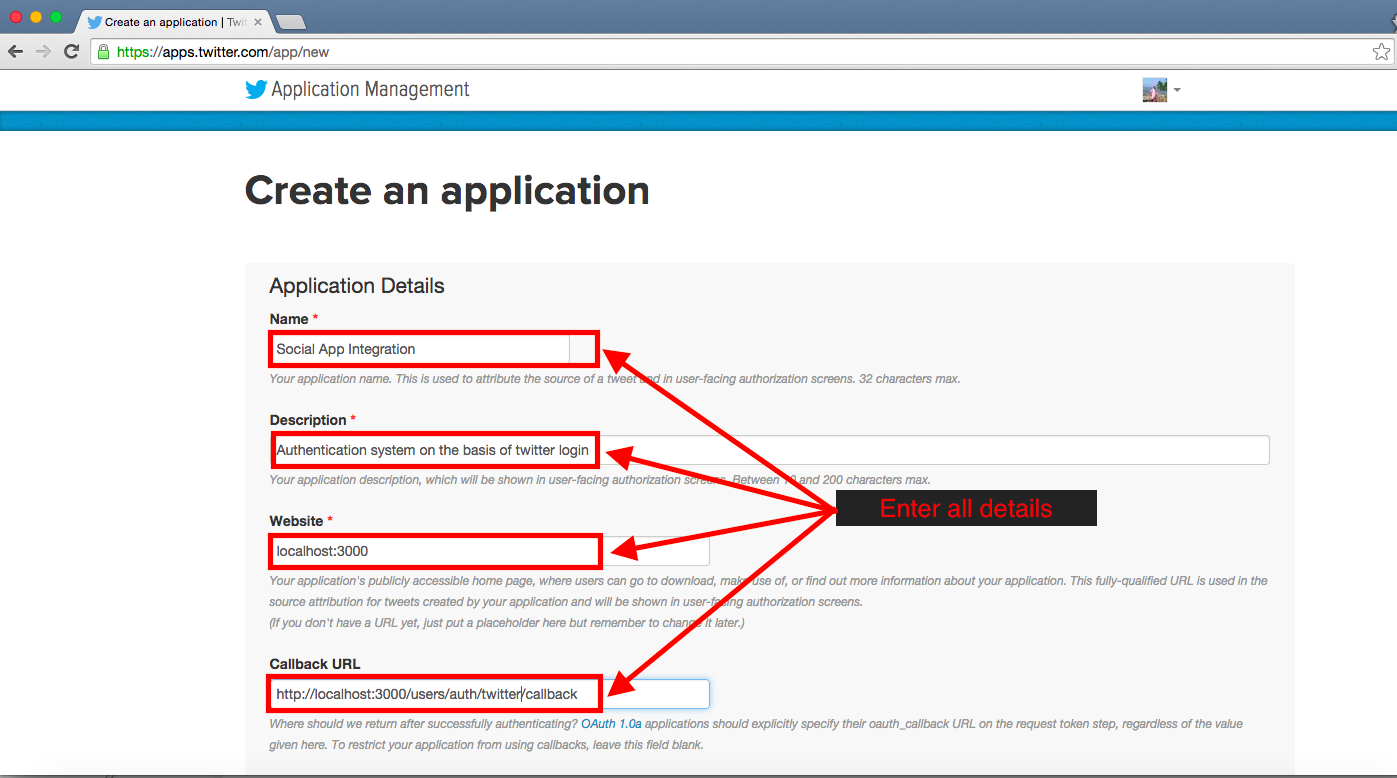 Create an application | Twi
https://apps.twitter.com/app/new
Application Management
Create an application
Application Details
Name *
Social App Integration
Your application name. This is used to attribute the source of a tweet and in user-facing authorization screens. 32 characters max.
Description *
Authentication system on the basis of twitter login
Your application description, which will be shown in user-facing authorization screens. Between 10 and 200 characters max.
Enter all details
Website *
localhost:3000
Your application's publicly accessible home page, where users can go to download, make use of, or find out more information about your application. This fully-qualified URL is used in the
source attribution for tweets created by your application and will be shown in user-facing authorization screens.
(If you don't have a URL yet, just put a placeholder here but remember to change it later.)
Callback URL
http://localhost:3000/users/auth/twitter/callback
Where should we return after successfully authenticating? OAuth 1.0a applications should explicitly specify their oauth_callback URL on the request token step, regardless of the value
given here. To restrict your application from using callbacks, leave this field blank.